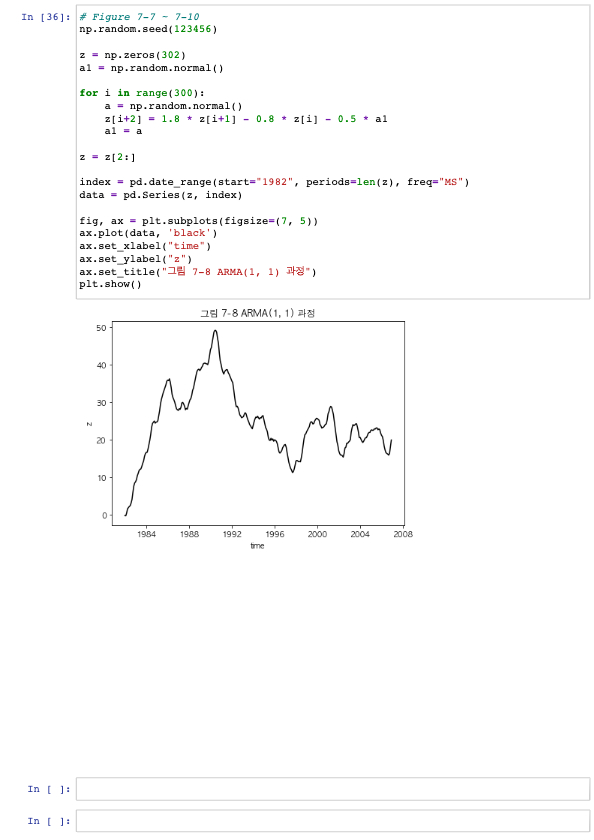 In [36]:
# Figure 7-7 ~ 7-10
np.random.seed(123456)
z = np.zeros(302)
a1 = np.random.normal()
for i in range(300):
a = np.random.normal()
z[i+2] = 1.8 * z[i+1] - 0.8 * z[i] - 0.5 * a1
a1 = a
z = z[2:]
index = pd.date_range(start="1982", periods=len(z), freq="MS")
data = pd.Series(z, index)
fig, ax = plt.subplots(figsize=(7, 5))
ax.plot(data, 'black')
ax.set_xlabel("time")
ax.set_ylabel("z")
ax.set_title("그림 7-8 ARMA(1, 1) 과정")
plt.show()
그림 7-8 ARMA(1, 1) 과정
50
40
30
20
10
0
z
1984 1988 1992 1996 2000 2004 2008
time
In [ ]:
In [ ]: